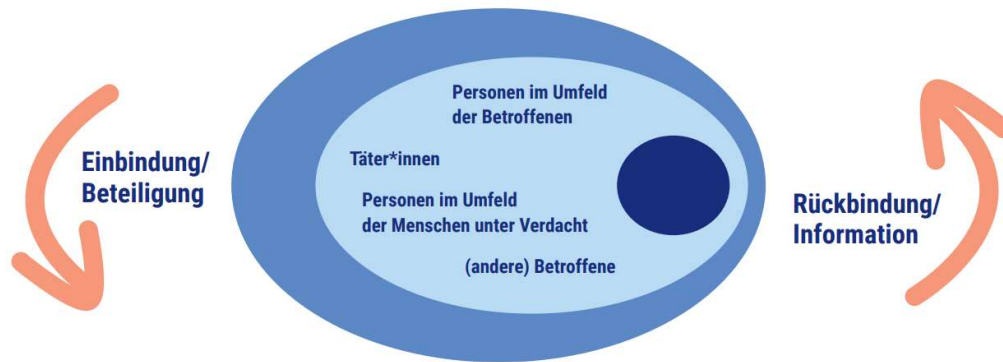 Einbindung/
Beteiligung
Personen im Umfeld
der Betroffenen
Täter*innen
Personen im Umfeld
der Menschen unter Verdacht
(andere) Betroffene
Rückbindung/
Information